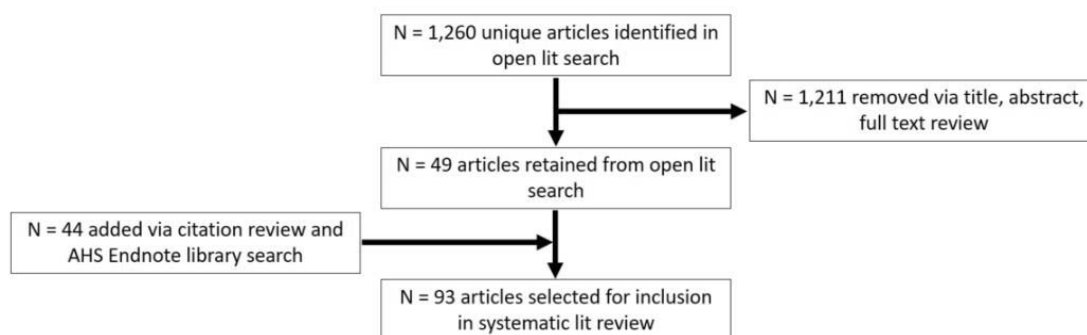 N = 1,260 unique articles identified in
open lit search
N = 1,211 removed via title, abstract,
full text review
N = 49 articles retained from open lit
search
N = 44 added via citation review and
AHS Endnote library search
N = 93 articles selected for inclusion
in systematic lit review